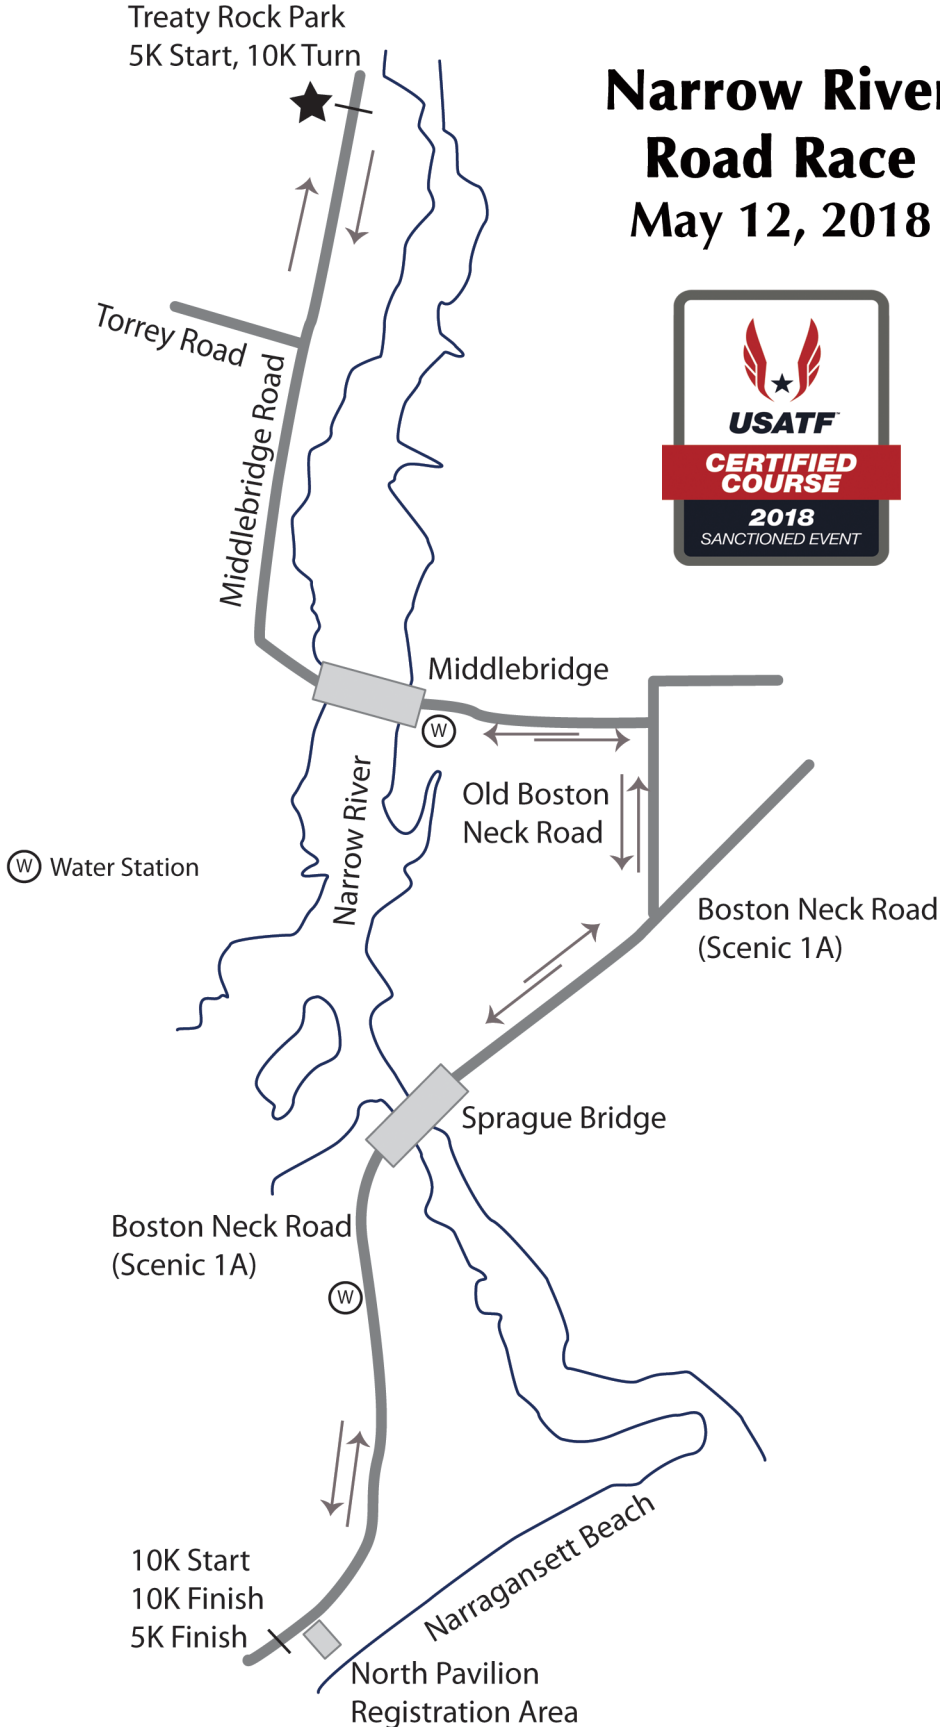 Treaty Rock Park
5K Start, 10K Turn
Narrow River
Road Race
May 12, 2018
Torrey Road
Middlebridge Road
USATF™
CERTIFIED
COURSE
2018
SANCTIONED EVENT
Middlebridge
W
Old Boston
Neck Road
Narrow River
W Water Station
Boston Neck Road
(Scenic 1A)
Sprague Bridge
Boston Neck Road
(Scenic 1A)
W
10K Start
10K Finish
5K Finish
Narragansett Beach
North Pavilion
Registration Area